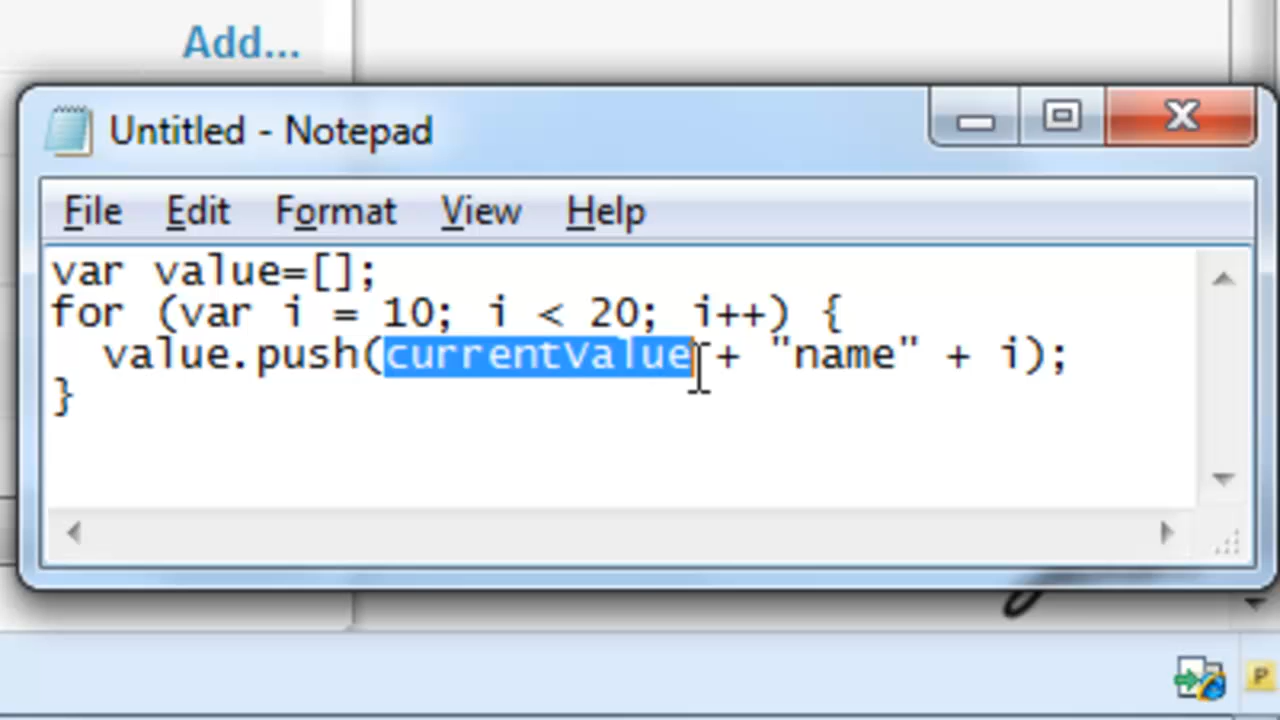 Add...
Untitled - Notepad
File Edit Format View Help
var value=[];
for (var i = 10; i < 20; i++) {
  value.push(currentValue + "name" + i);
}
P